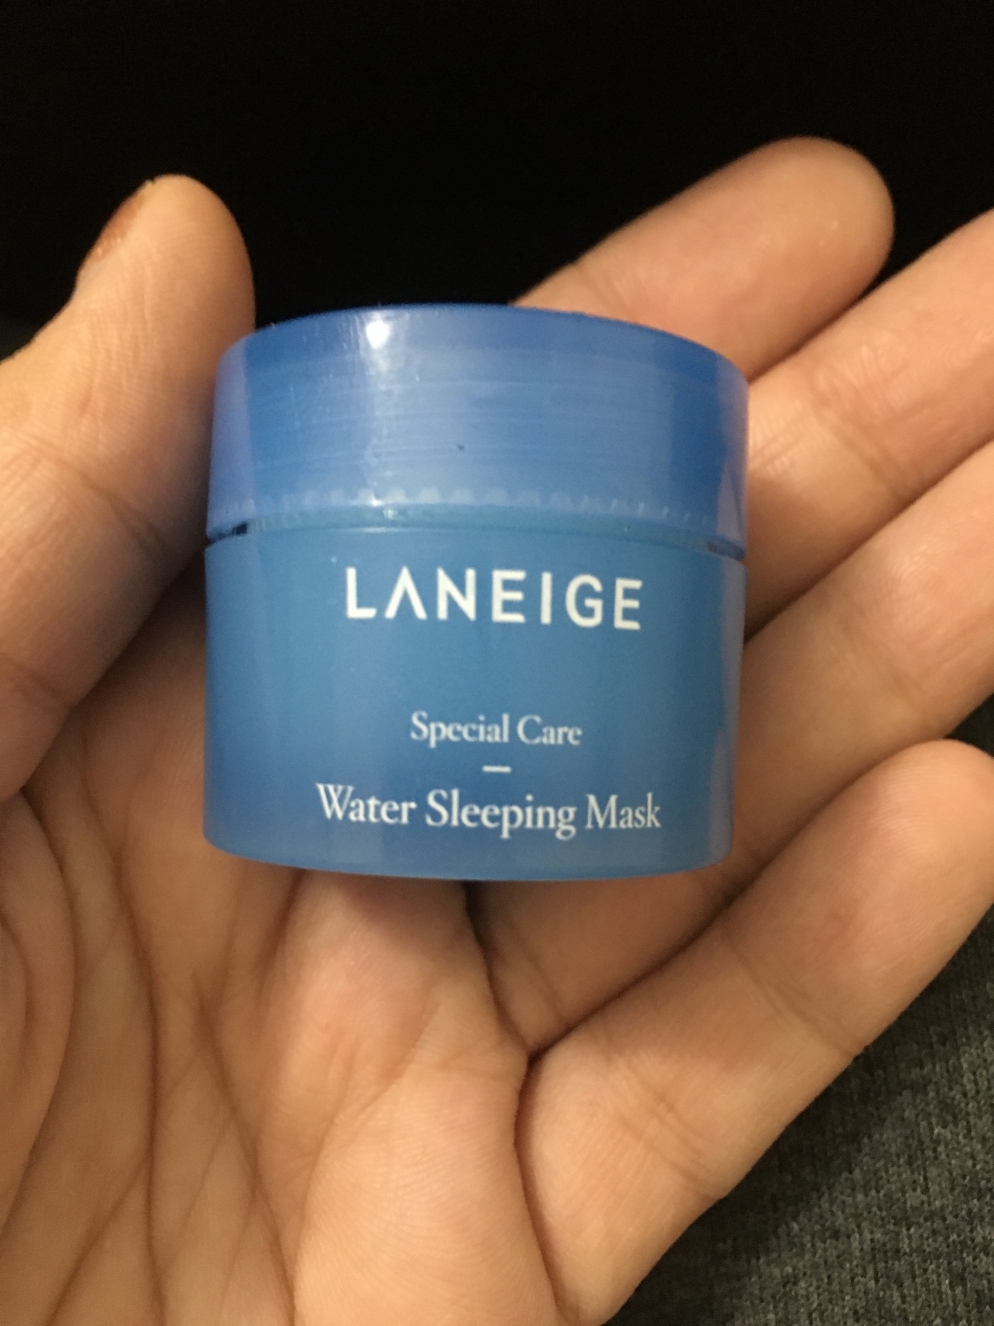 LANEIGE
Special Care
Water Sleeping Mask